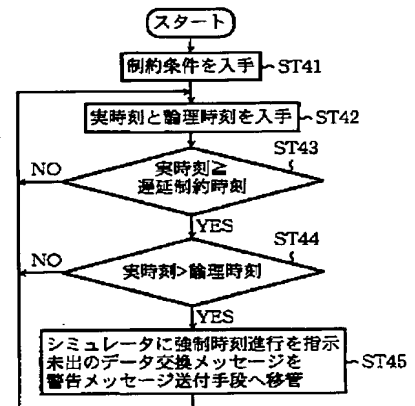 スタート
制約条件を入手 ST41
実時刻と論理時刻を入手 ST42
ST43
実時刻≧
遅延制約時刻
NO
YES
ST44
実時刻>論理時刻
NO
YES
シミュレータに強制時刻進行を指示
未出のデータ交換メッセージを
警告メッセージ送付手段へ移管
ST45